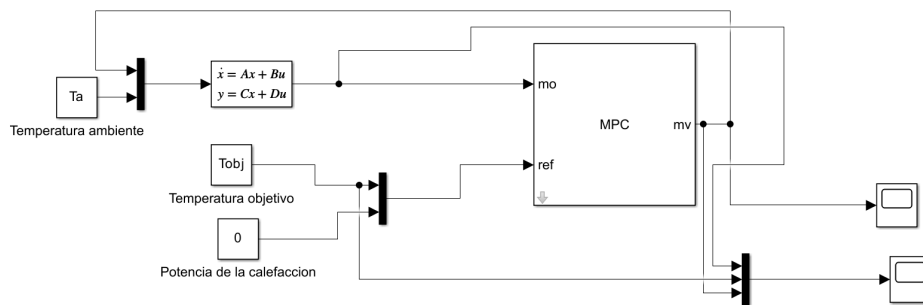 Ta
Temperatura ambiente
ẋ = Ax + Bu
y = Cx + Du
mo
MPC
mv
ref
Tobj
Temperatura objetivo
0
Potencia de la calefaccion